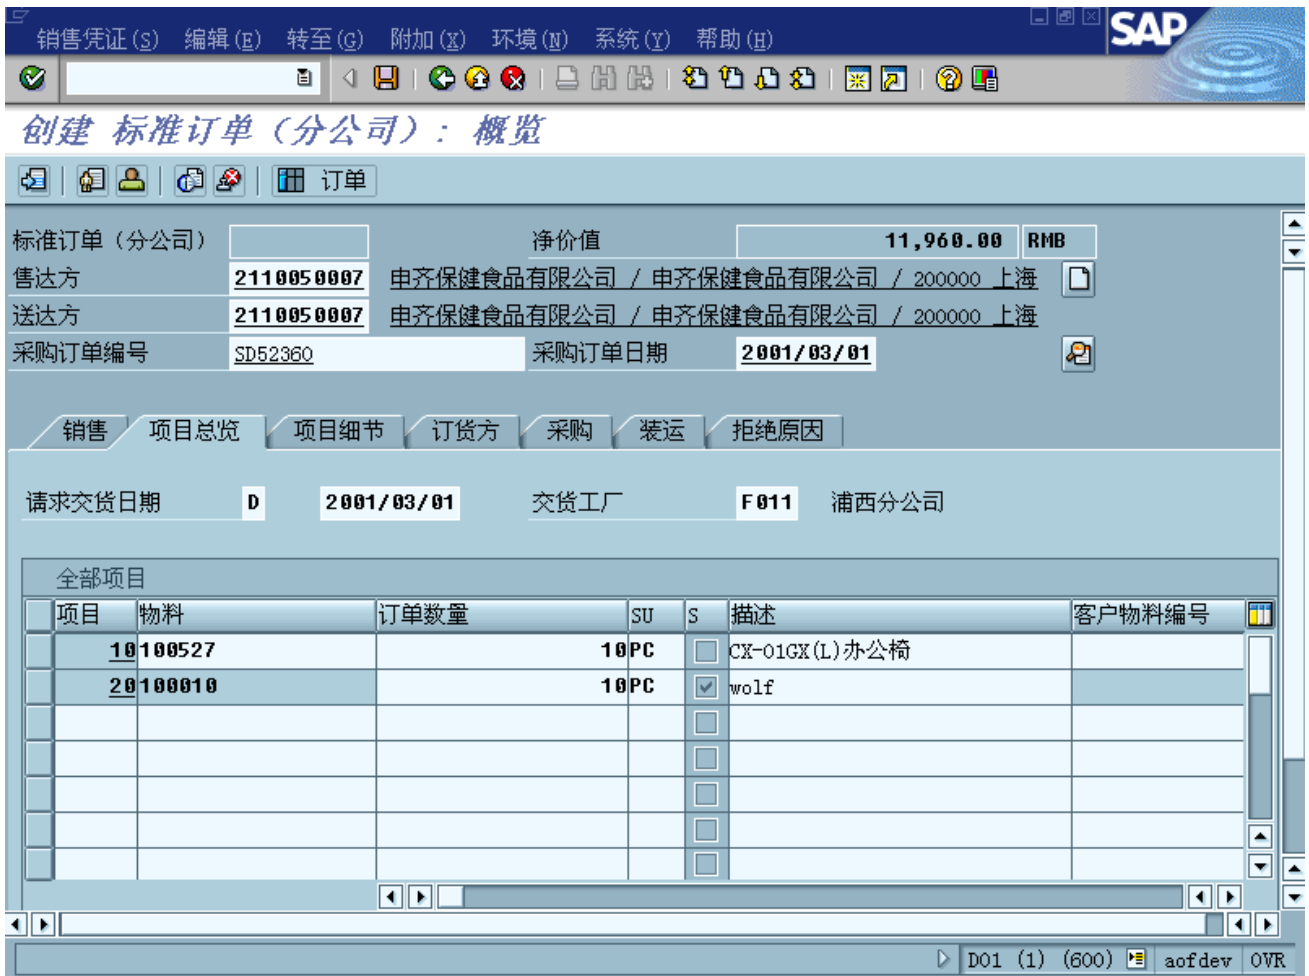 销售凭证(S) 编辑(E) 转至(G) 附加(X) 环境(N) 系统(Y) 帮助(H) SAP
创建 标准订单（分公司）: 概览
订单
标准订单（分公司） 净价值 11,960.00 RMB
售达方 2110050007 申齐保健食品有限公司 / 申齐保健食品有限公司 / 200000 上海
送达方 2110050007 申齐保健食品有限公司 / 申齐保健食品有限公司 / 200000 上海
采购订单编号 SD52360 采购订单日期 2001/03/01
销售 项目总览 项目细节 订货方 采购 装运 拒绝原因
请求交货日期 D 2001/03/01 交货工厂 F011 浦西分公司
全部项目
项目 物料 订单数量 SU S 描述 客户物料编号
10 100527 10 PC CX-01GX(L)办公椅
20 100010 10 PC wolf
D01 (1) (600) aofdev OVR